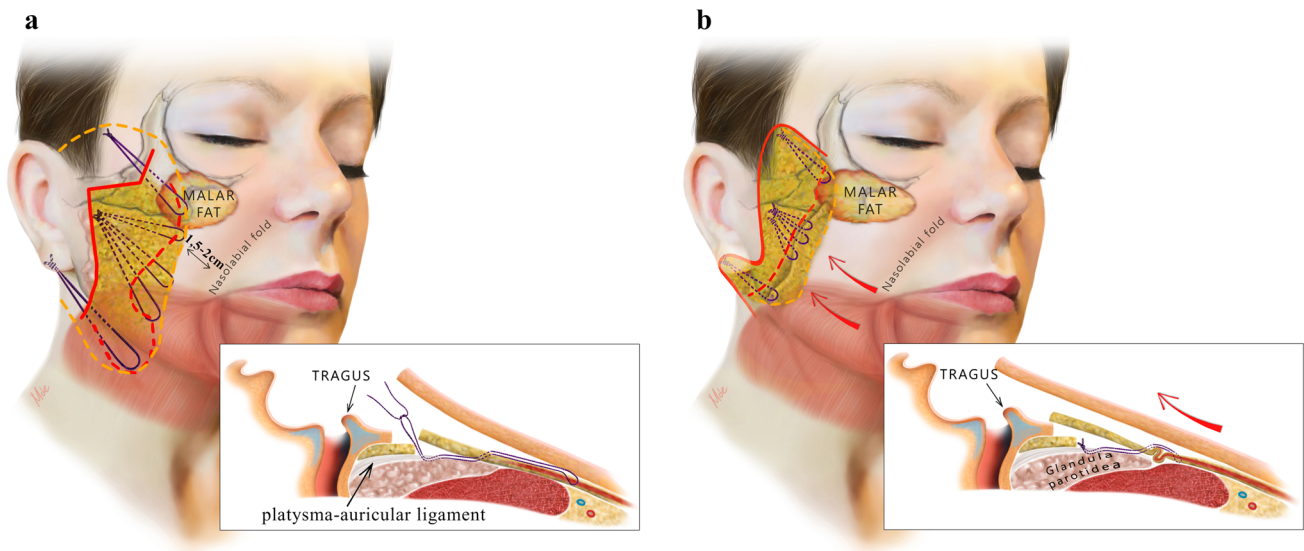 a
MALAR
FAT
1,5-2cm
Nasolabial fold
TRAGUS
platysma-auricular ligament
b
MALAR
FAT
Nasolabial fold
TRAGUS
Glandula
parotidea